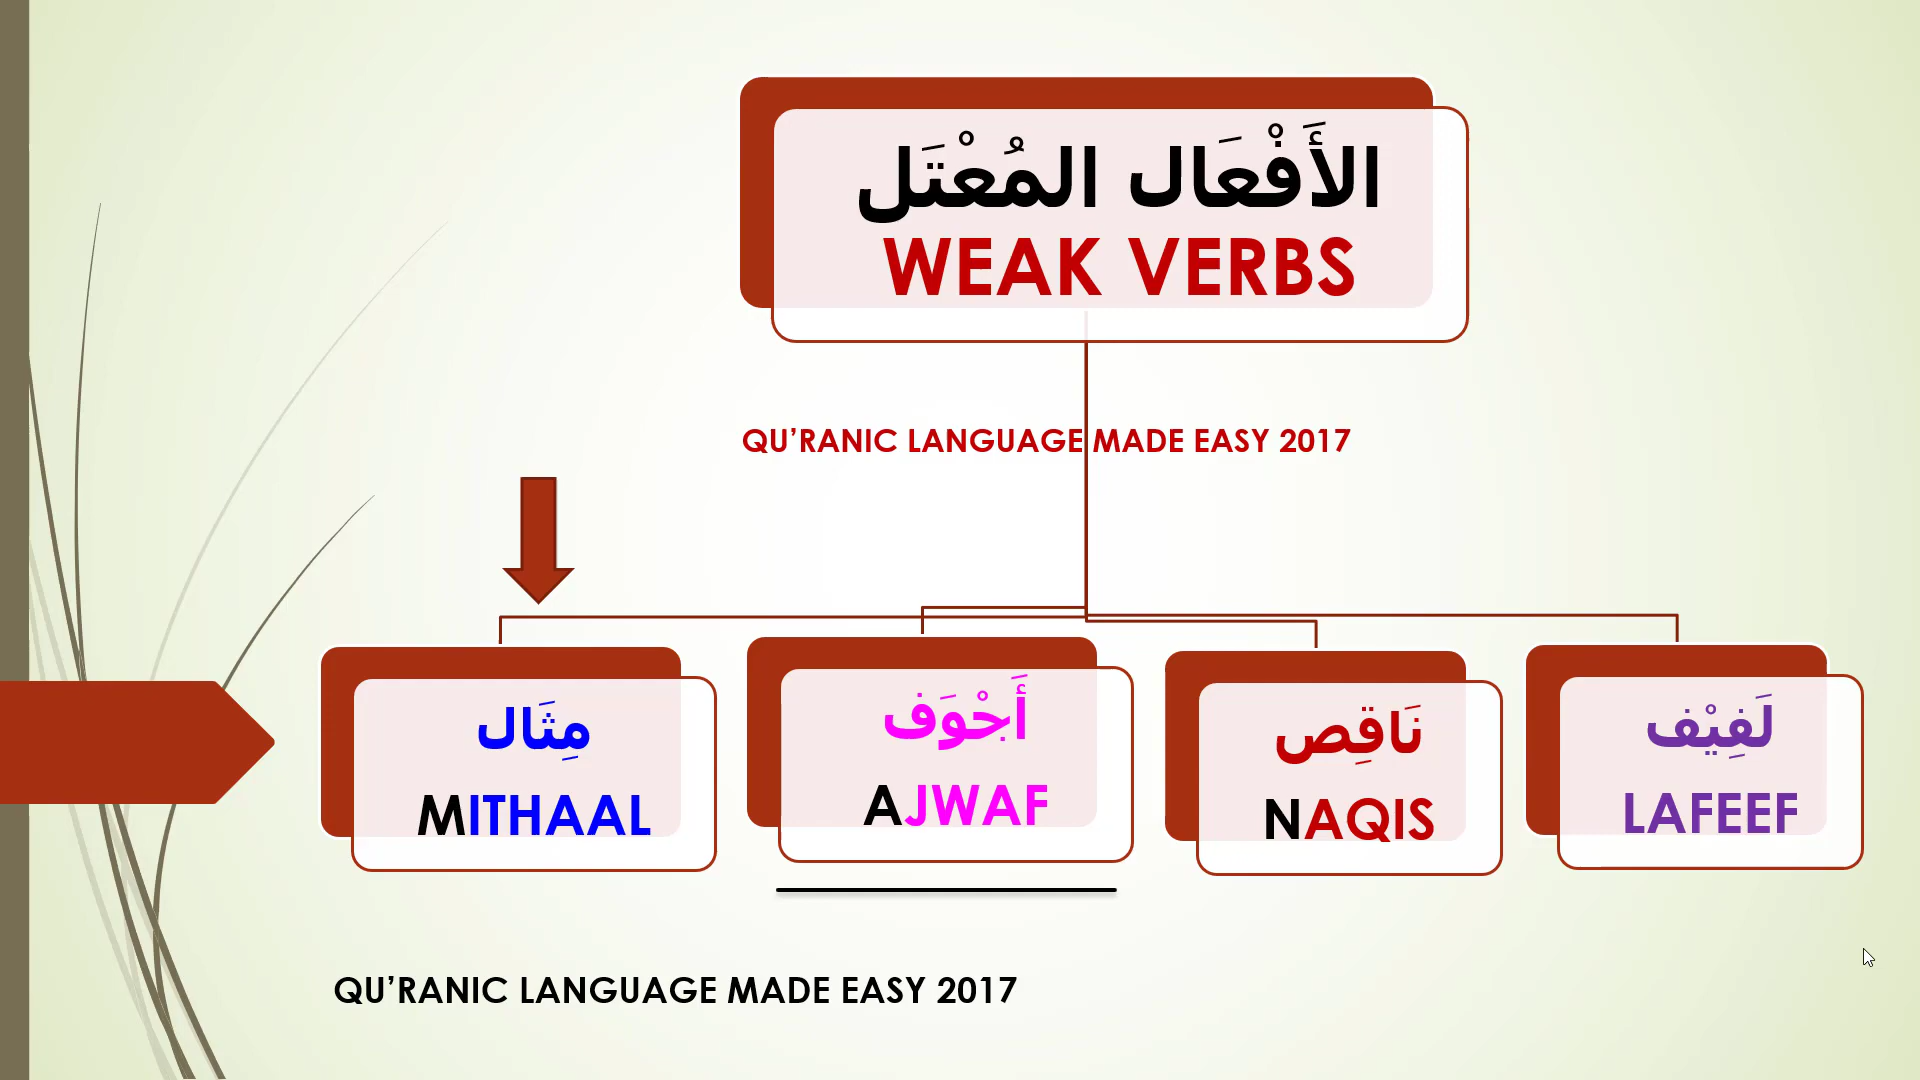 الأَفْعَال المُعْتَل
WEAK VERBS
QU’RANIC LANGUAGE MADE EASY 2017
مِثَال
MITHAAL
أَجْوَف
AJWAF
نَاقِص
NAQIS
لَفِيْف
LAFEEF
QU’RANIC LANGUAGE MADE EASY 2017